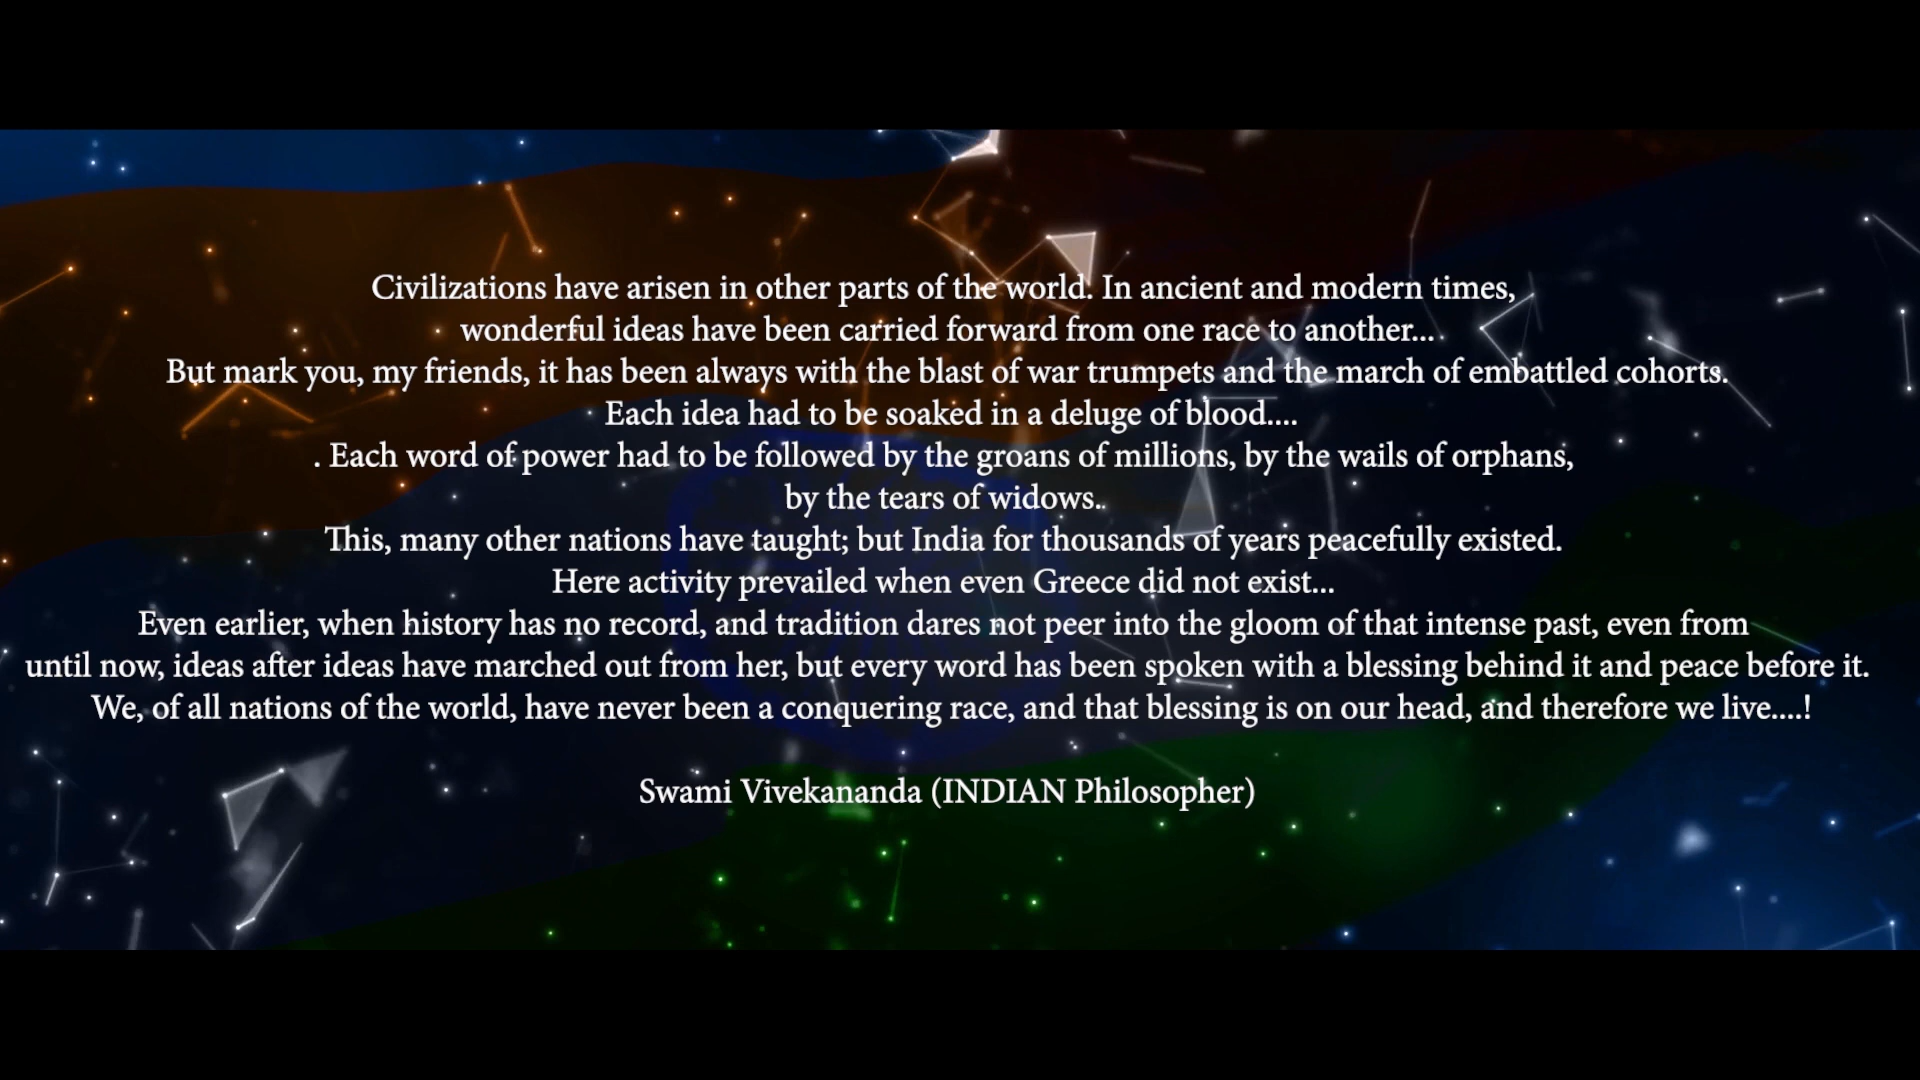 Civilizations have arisen in other parts of the world. In ancient and modern times,
wonderful ideas have been carried forward from one race to another...
But mark you, my friends, it has been always with the blast of war trumpets and the march of embattled cohorts.
Each idea had to be soaked in a deluge of blood....
. Each word of power had to be followed by the groans of millions, by the wails of orphans,
by the tears of widows..
This, many other nations have taught; but India for thousands of years peacefully existed.
Here activity prevailed when even Greece did not exist...
Even earlier, when history has no record, and tradition dares not peer into the gloom of that intense past, even from
until now, ideas after ideas have marched out from her, but every word has been spoken with a blessing behind it and peace before it.
We, of all nations of the world, have never been a conquering race, and that blessing is on our head, and therefore we live....!
Swami Vivekananda (INDIAN Philosopher)